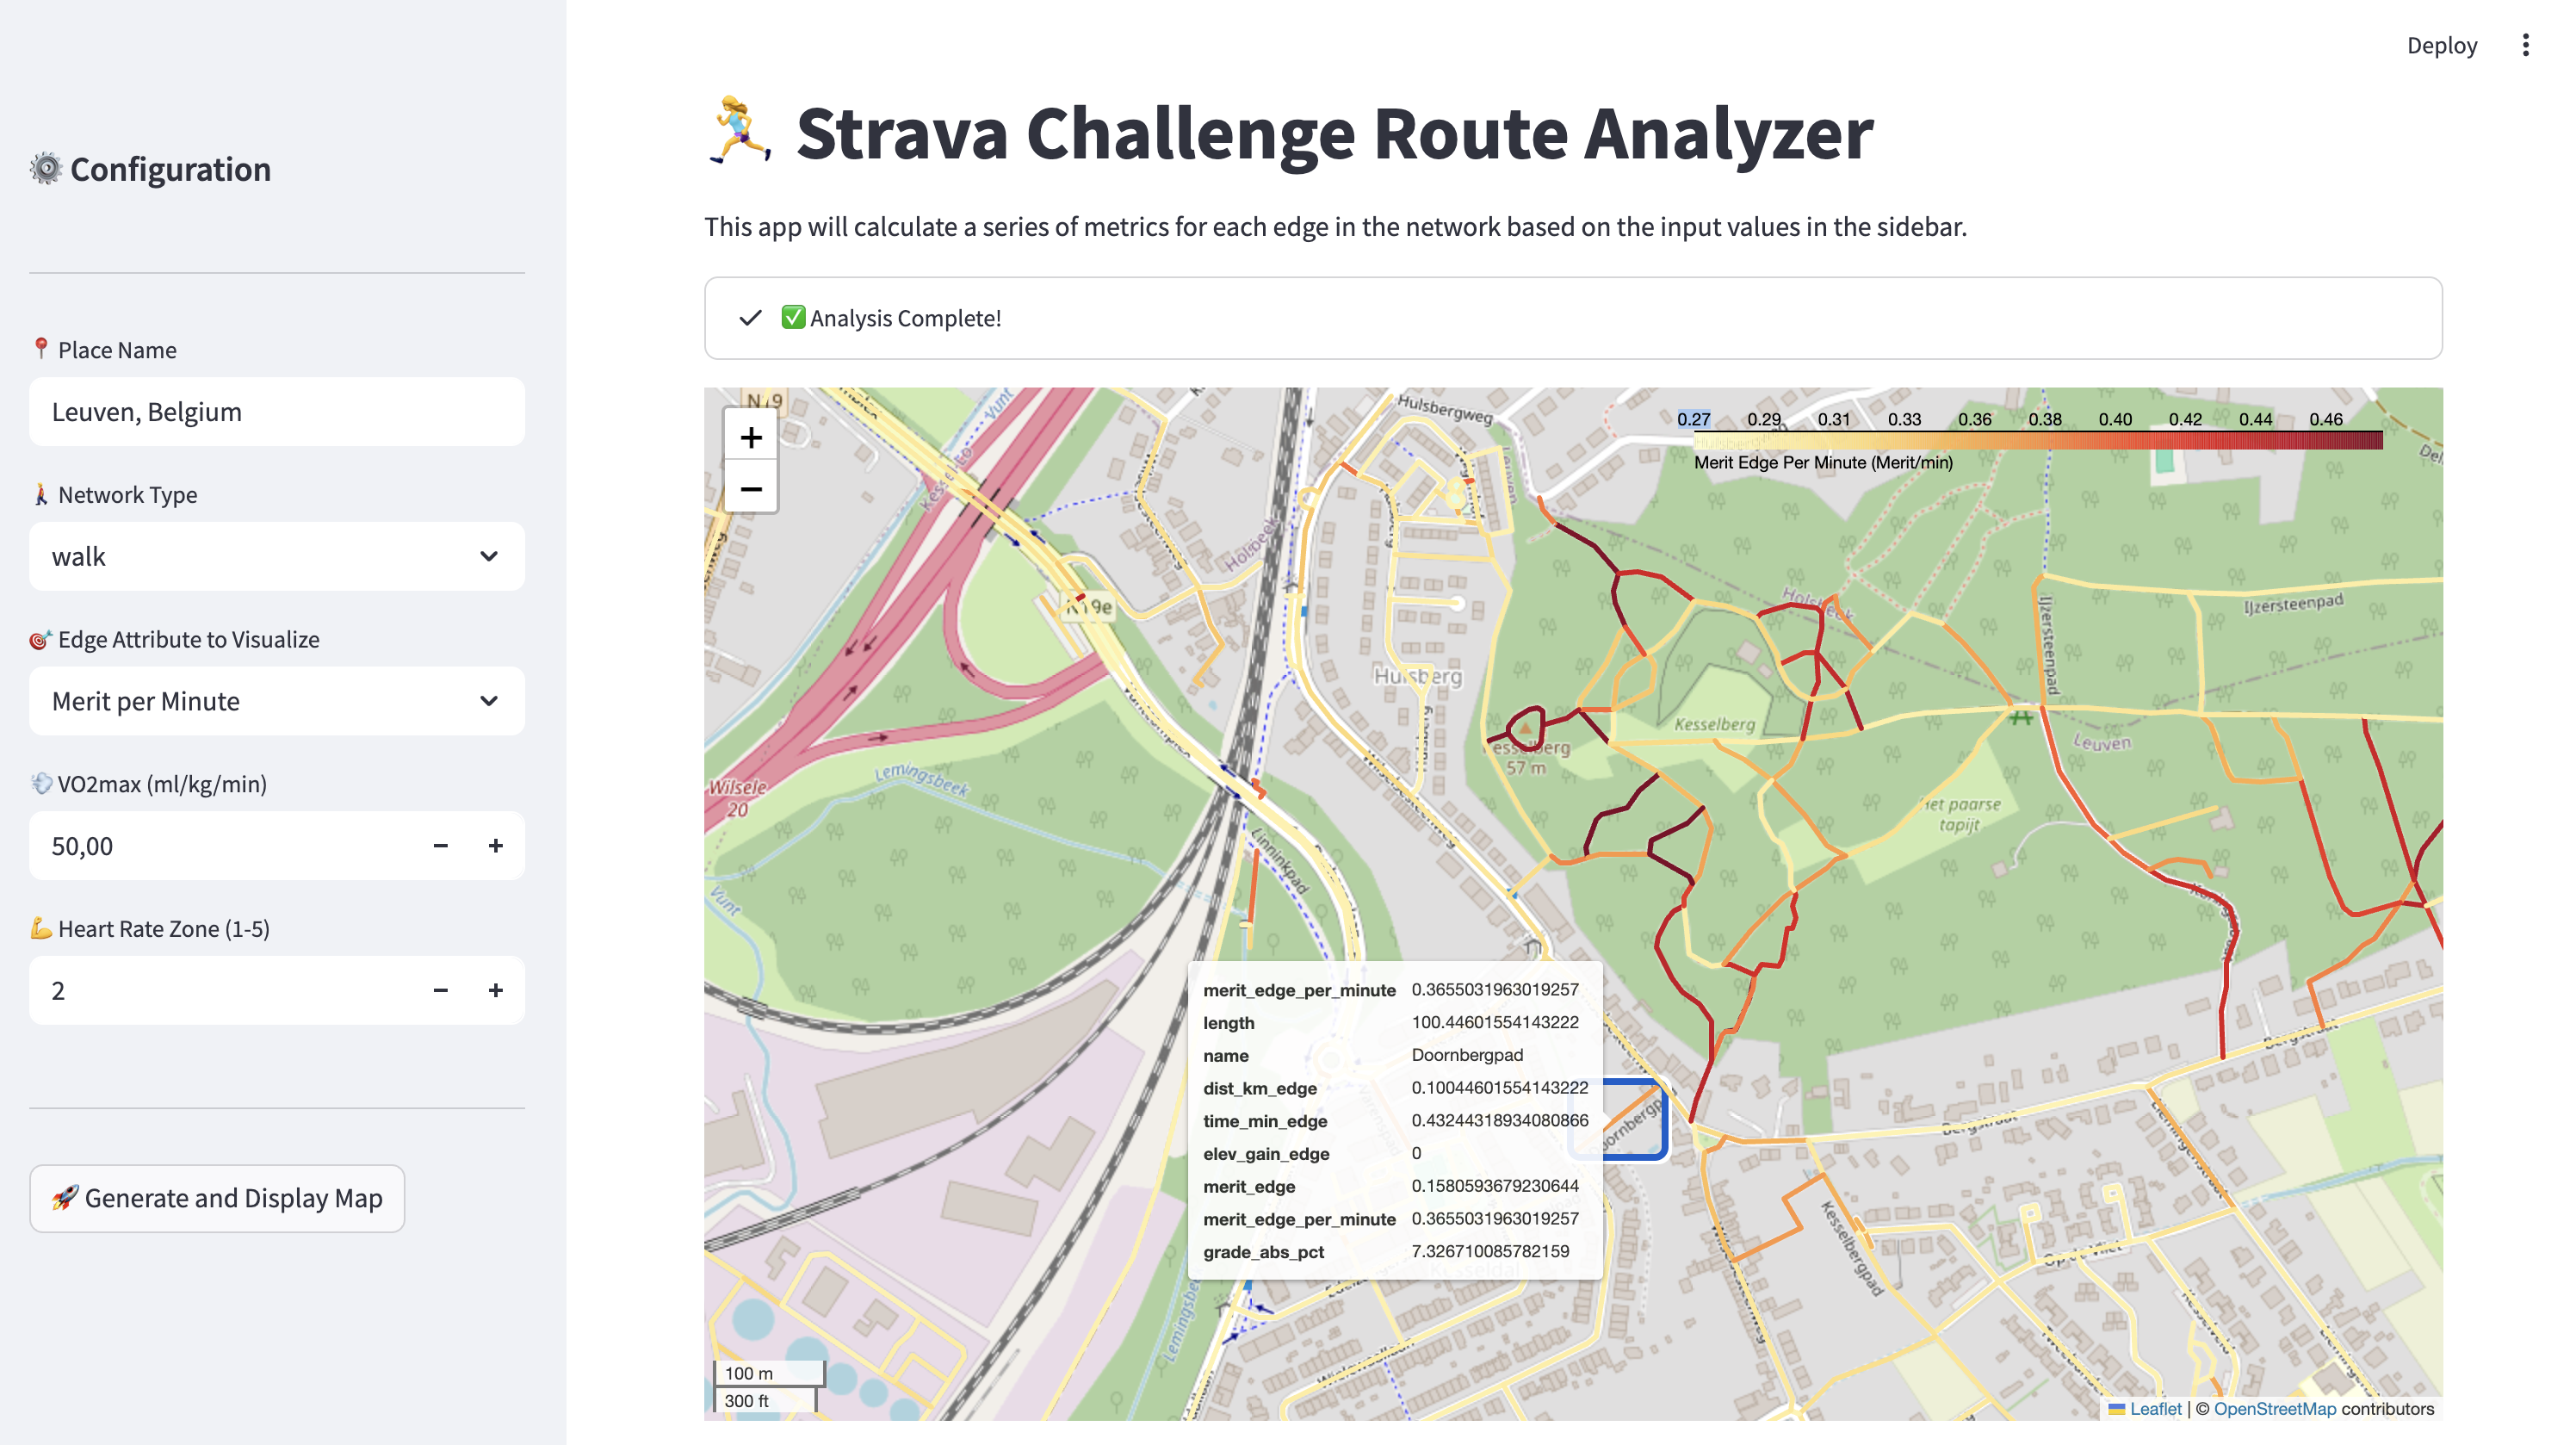 Deploy
Configuration
Place Name
Leuven, Belgium
Network Type
walk
Edge Attribute to Visualize
Merit per Minute
VO2max (ml/kg/min)
50,00
Heart Rate Zone (1-5)
2
Generate and Display Map
Strava Challenge Route Analyzer
This app will calculate a series of metrics for each edge in the network based on the input values in the sidebar.
Analysis Complete!
+
−
0.27 0.29 0.31 0.33 0.36 0.38 0.40 0.42 0.44 0.46
Merit Edge Per Minute (Merit/min)
N19
Vunt
Hulsbergweg
Leuven
Holsbeek
Holsbeek
N19e
IJzersteenpad
IJzersteenpad
Hulsberg
Kesselberg
Kesselberg
57 m
Leuven
Wilsele
20
Lemingsbeek
Het paarse
tapijt
Linninkpad
Vunt
merit_edge_per_minute 0.3655031963019257
length 100.44601554143222
name Doornbergpad
dist_km_edge 0.10044601554143222
time_min_edge 0.43244318934080866
elev_gain_edge 0
merit_edge 0.1580593679230644
merit_edge_per_minute 0.3655031963019257
grade_abs_pct 7.326710085782159
Bergstraat
Kesselbergpad
100 m
300 ft
Leaflet | © OpenStreetMap contributors